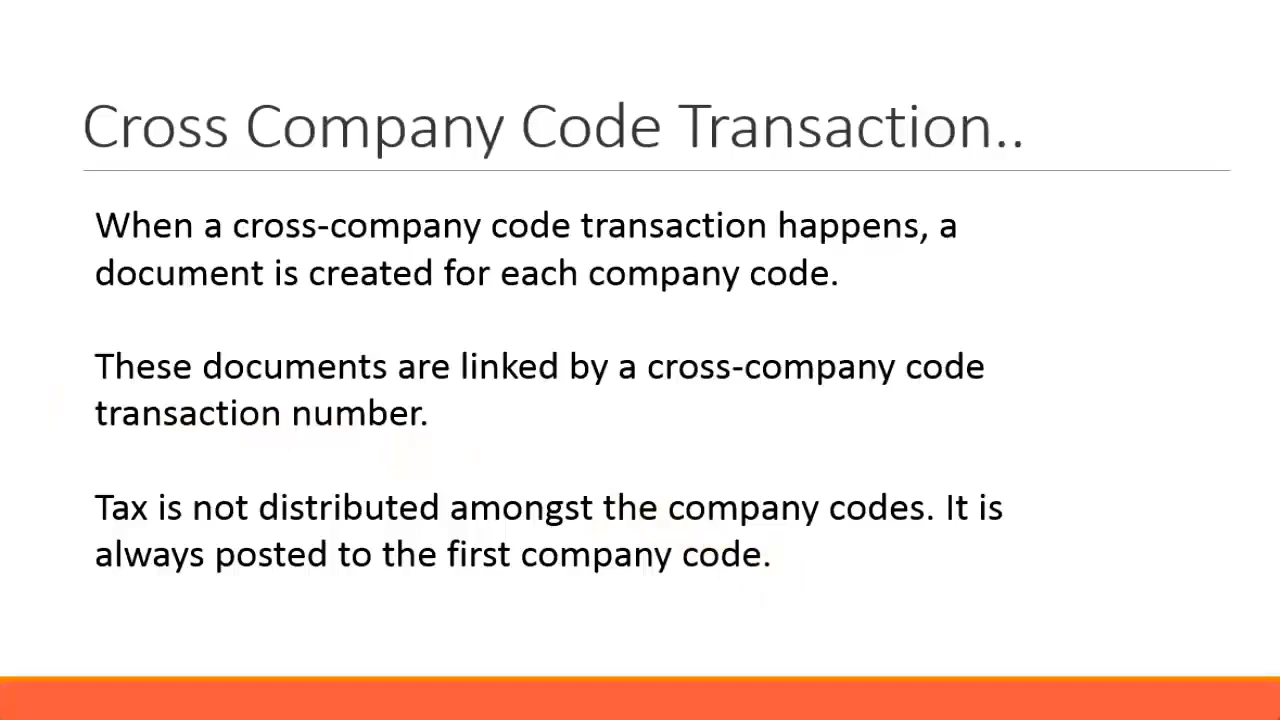 Cross Company Code Transaction..
When a cross-company code transaction happens, a
document is created for each company code.
These documents are linked by a cross-company code
transaction number.
Tax is not distributed amongst the company codes. It is
always posted to the first company code.